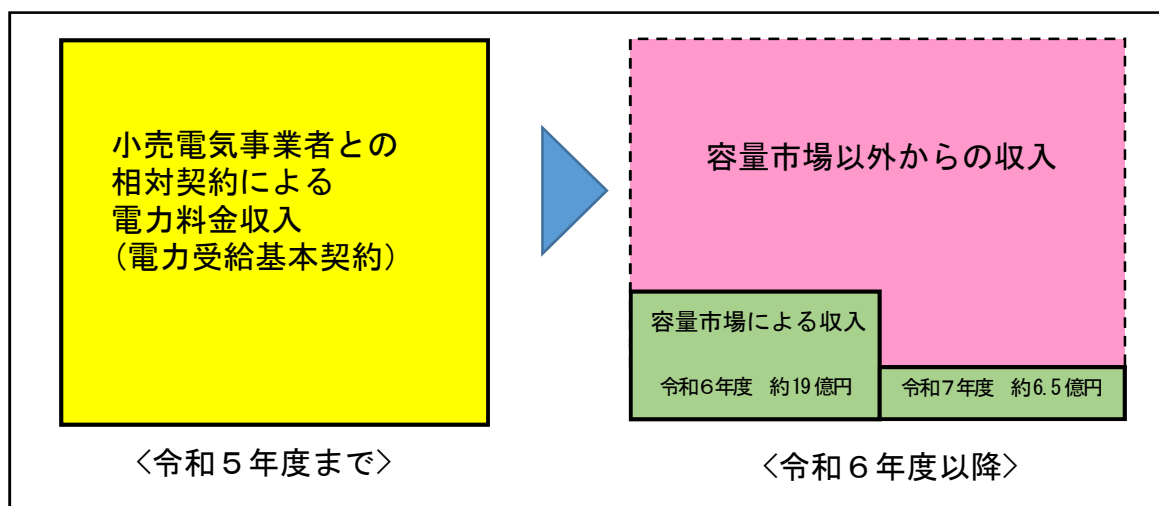 小売電気事業者との
相対契約による
電力料金収入
(電力受給基本契約)
<令和５年度まで>
容量市場以外からの収入
容量市場による収入
令和６年度　約19億円
令和７年度　約6.5億円
<令和６年度以降>